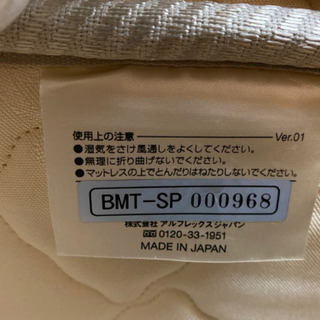 使用上の注意 Ver.01
●湿気をさけ風通しをよくしてください。
●無理に折り曲げないでください。
●マットレスの上でとんだりはねたりしないでください。
BMT-SP 000968
株式会社 アルフレックスジャパン
☎ 0120-33-1951
MADE IN JAPAN